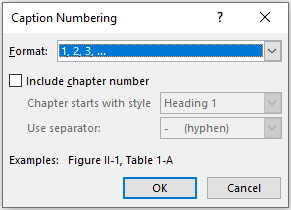 Caption Numbering
Format: 1, 2, 3, ...
Include chapter number
Chapter starts with style Heading 1
Use separator: - (hyphen)
Examples: Figure II-1, Table 1-A
OK Cancel